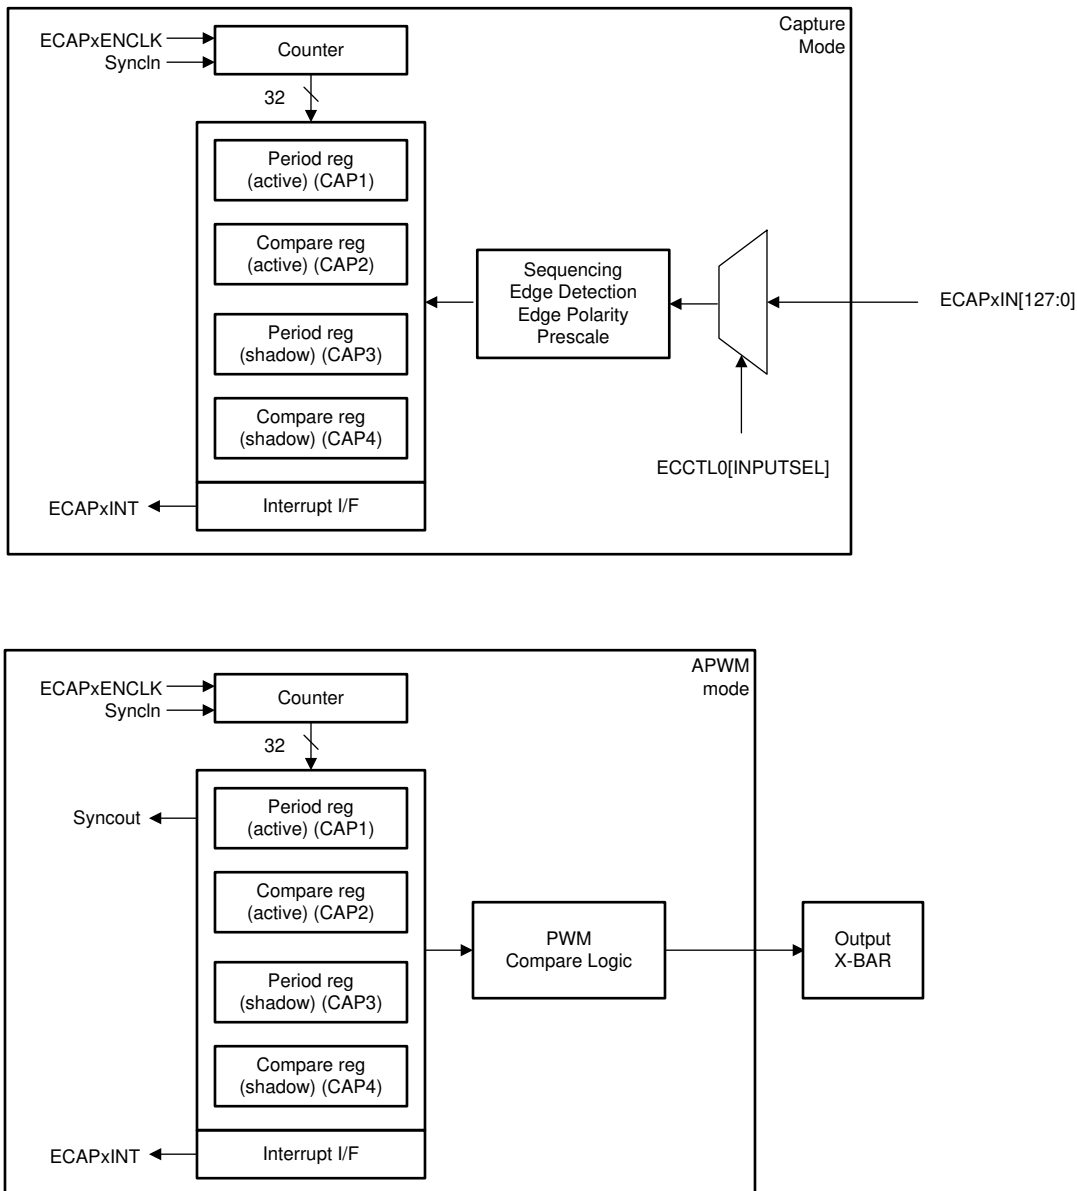 Capture
Mode
ECAPxENCLK
SyncIn
Counter
32
Period reg
(active) (CAP1)
Compare reg
(active) (CAP2)
Period reg
(shadow) (CAP3)
Compare reg
(shadow) (CAP4)
Sequencing
Edge Detection
Edge Polarity
Prescale
ECAPxIN[127:0]
ECCTL0[INPUTSEL]
ECAPxINT
Interrupt I/F
APWM
mode
ECAPxENCLK
SyncIn
Counter
32
Syncout
Period reg
(active) (CAP1)
Compare reg
(active) (CAP2)
PWM
Compare Logic
Output
X-BAR
Period reg
(shadow) (CAP3)
Compare reg
(shadow) (CAP4)
ECAPxINT
Interrupt I/F